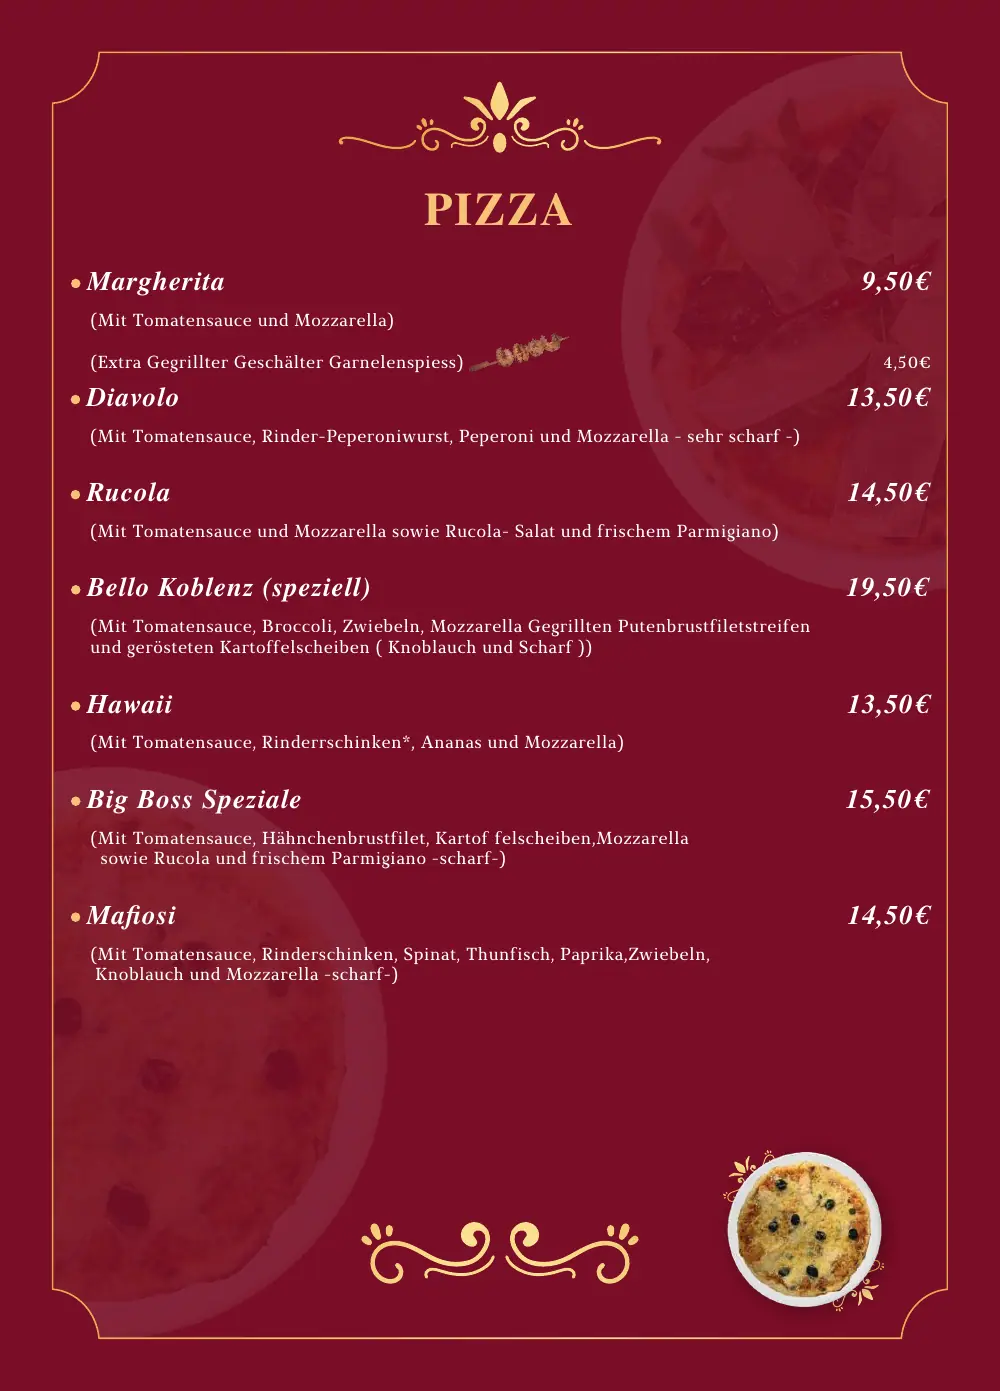 PIZZA
Margherita 9,50€
(Mit Tomatensauce und Mozzarella)
(Extra Gegrillter Geschälter Garnelenspiess) 4,50€
Diavolo 13,50€
(Mit Tomatensauce, Rinder-Peperoniwurst, Peperoni und Mozzarella - sehr scharf -)
Rucola 14,50€
(Mit Tomatensauce und Mozzarella sowie Rucola- Salat und frischem Parmigiano)
Bello Koblenz (speziell) 19,50€
(Mit Tomatensauce, Broccoli, Zwiebeln, Mozzarella Gegrillten Putenbrustfiletstreifen
und gerösteten Kartoffelscheiben ( Knoblauch und Scharf ))
Hawaii 13,50€
(Mit Tomatensauce, Rinderrschinken*, Ananas und Mozzarella)
Big Boss Speziale 15,50€
(Mit Tomatensauce, Hähnchenbrustfilet, Kartof felscheiben,Mozzarella
sowie Rucola und frischem Parmigiano -scharf-)
Mafiosi 14,50€
(Mit Tomatensauce, Rinderschinken, Spinat, Thunfisch, Paprika,Zwiebeln,
Knoblauch und Mozzarella -scharf-)